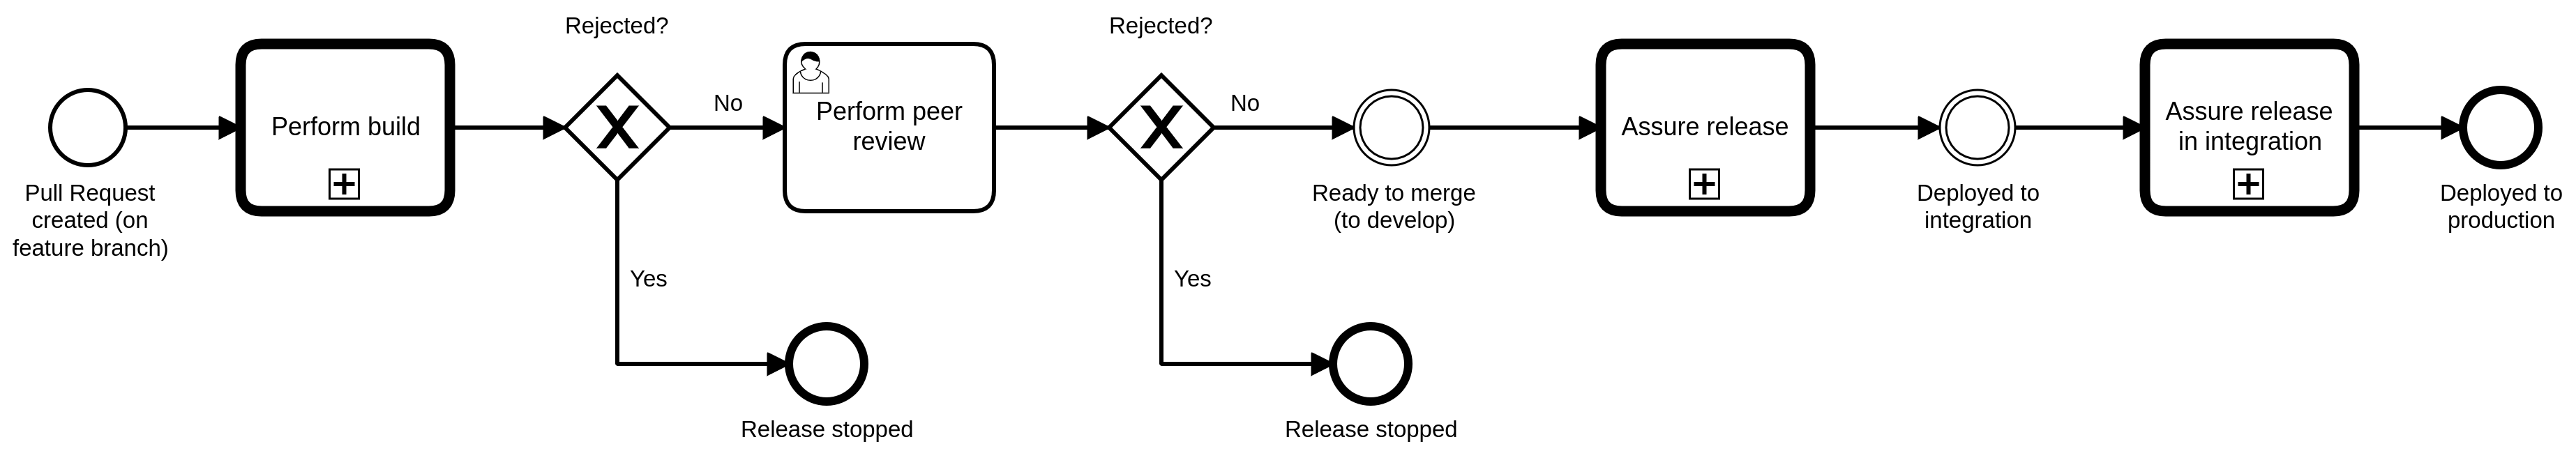 Rejected?
Rejected?
Pull Request
created (on
feature branch)
Perform build
No
Yes
Release stopped
Perform peer
review
No
Yes
Release stopped
Ready to merge
(to develop)
Assure release
Deployed to
integration
Assure release
in integration
Deployed to
production